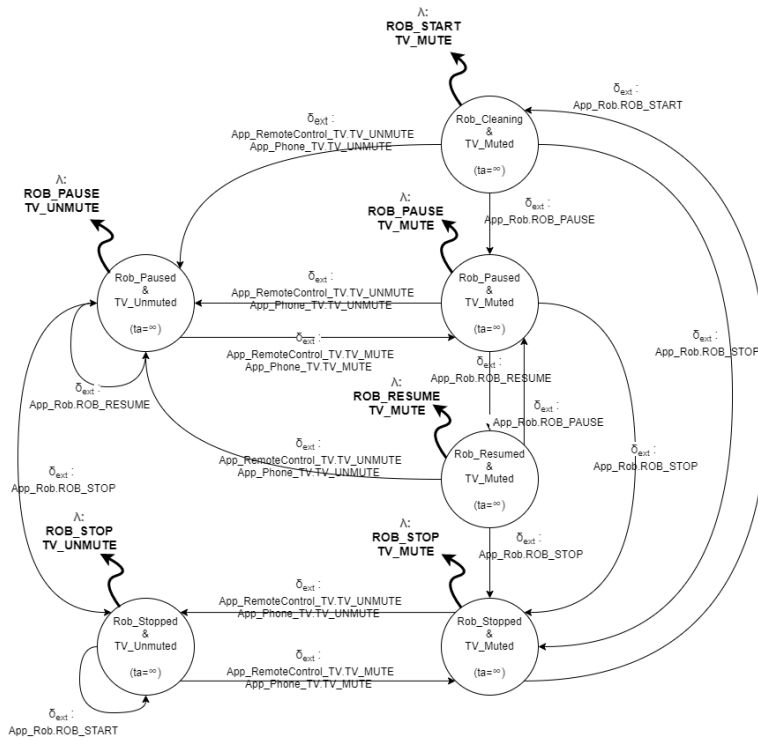 λ:
ROB_START
TV_MUTE
δext :
App_Rob.ROB_START
δext :
App_RemoteControl_TV.TV_UNMUTE
App_Phone_TV.TV_UNMUTE
Rob_Cleaning
&
TV_Muted
(ta=∞)
λ:
ROB_PAUSE
TV_UNMUTE
λ:
ROB_PAUSE
TV_MUTE
δext :
App_Rob.ROB_PAUSE
Rob_Paused
&
TV_Unmuted
(ta=∞)
δext :
App_RemoteControl_TV.TV_UNMUTE
App_Phone_TV.TV_UNMUTE
Rob_Paused
&
TV_Muted
(ta=∞)
δext :
App_RemoteControl_TV.TV_MUTE
App_Phone_TV.TV_MUTE
δext :
App_Rob.ROB_STOP
δext :
App_Rob.ROB_RESUME
δext :
App_Rob.ROB_RESUME
λ:
ROB_RESUME
TV_MUTE
δext :
App_Rob.ROB_PAUSE
δext :
App_RemoteControl_TV.TV_UNMUTE
App_Phone_TV.TV_UNMUTE
Rob_Resumed
&
TV_Muted
(ta=∞)
δext :
App_Rob.ROB_STOP
δext :
App_Rob.ROB_STOP
λ:
ROB_STOP
TV_UNMUTE
λ:
ROB_STOP
TV_MUTE
δext :
App_Rob.ROB_STOP
Rob_Stopped
&
TV_Unmuted
(ta=∞)
δext :
App_RemoteControl_TV.TV_UNMUTE
App_Phone_TV.TV_UNMUTE
Rob_Stopped
&
TV_Muted
(ta=∞)
δext :
App_RemoteControl_TV.TV_MUTE
App_Phone_TV.TV_MUTE
δext :
App_Rob.ROB_START